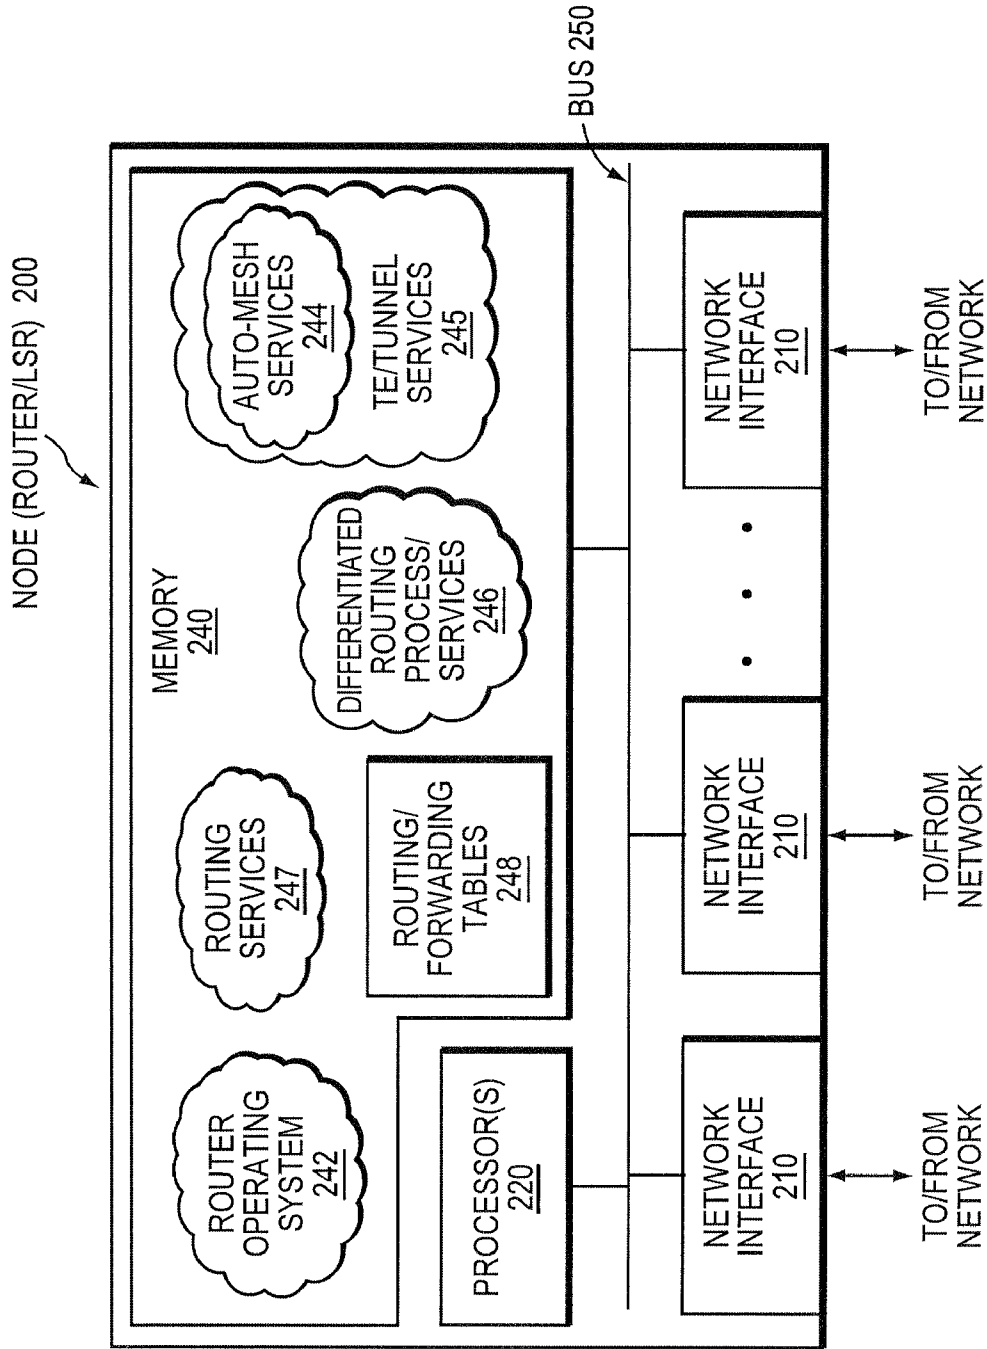 NODE (ROUTER/LSR) 200
MEMORY
240
ROUTER
OPERATING
SYSTEM
242
ROUTING
SERVICES
247
AUTO-MESH
SERVICES
244
TE/TUNNEL
SERVICES
245
DIFFERENTIATED
ROUTING
PROCESS/
SERVICES
246
ROUTING/
FORWARDING
TABLES
248
PROCESSOR(S)
220
BUS 250
NETWORK
INTERFACE
210
NETWORK
INTERFACE
210
NETWORK
INTERFACE
210
TO/FROM
NETWORK
TO/FROM
NETWORK
TO/FROM
NETWORK